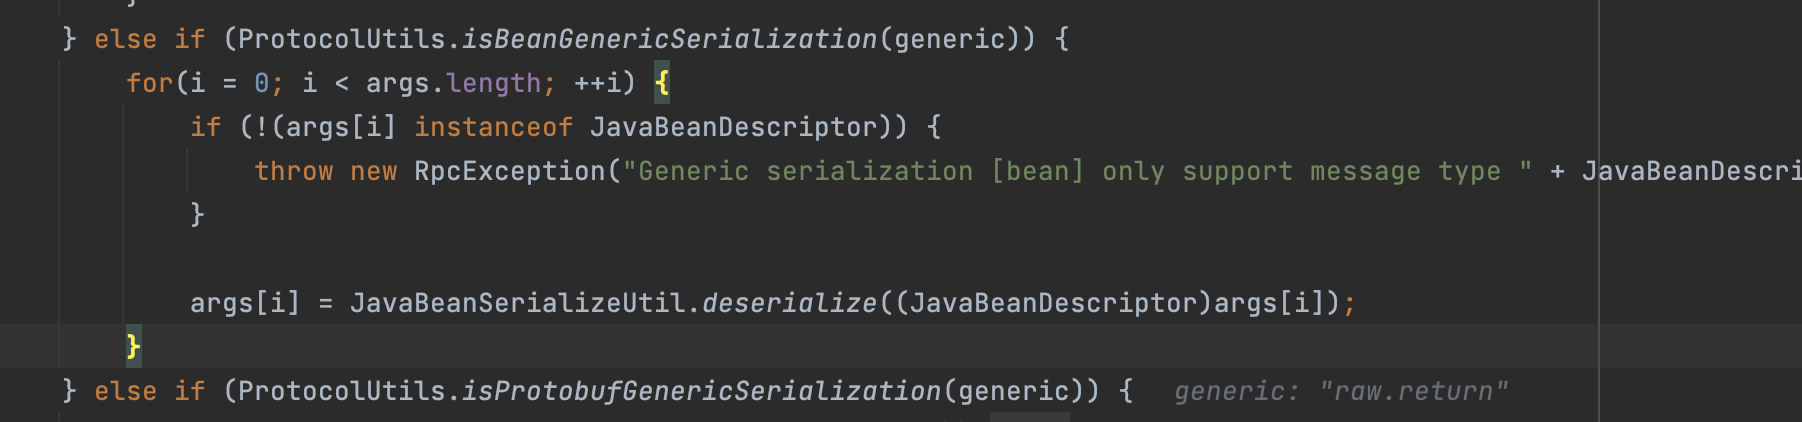 }
} else if (ProtocolUtils.isBeanGenericSerialization(generic)) {
for(i = 0; i < args.length; ++i) {
if (!(args[i] instanceof JavaBeanDescriptor)) {
throw new RpcException("Generic serialization [bean] only support message type " + JavaBeanDescri
}
args[i] = JavaBeanSerializeUtil.deserialize((JavaBeanDescriptor)args[i]);
}
} else if (ProtocolUtils.isProtobufGenericSerialization(generic)) { generic: "raw.return"